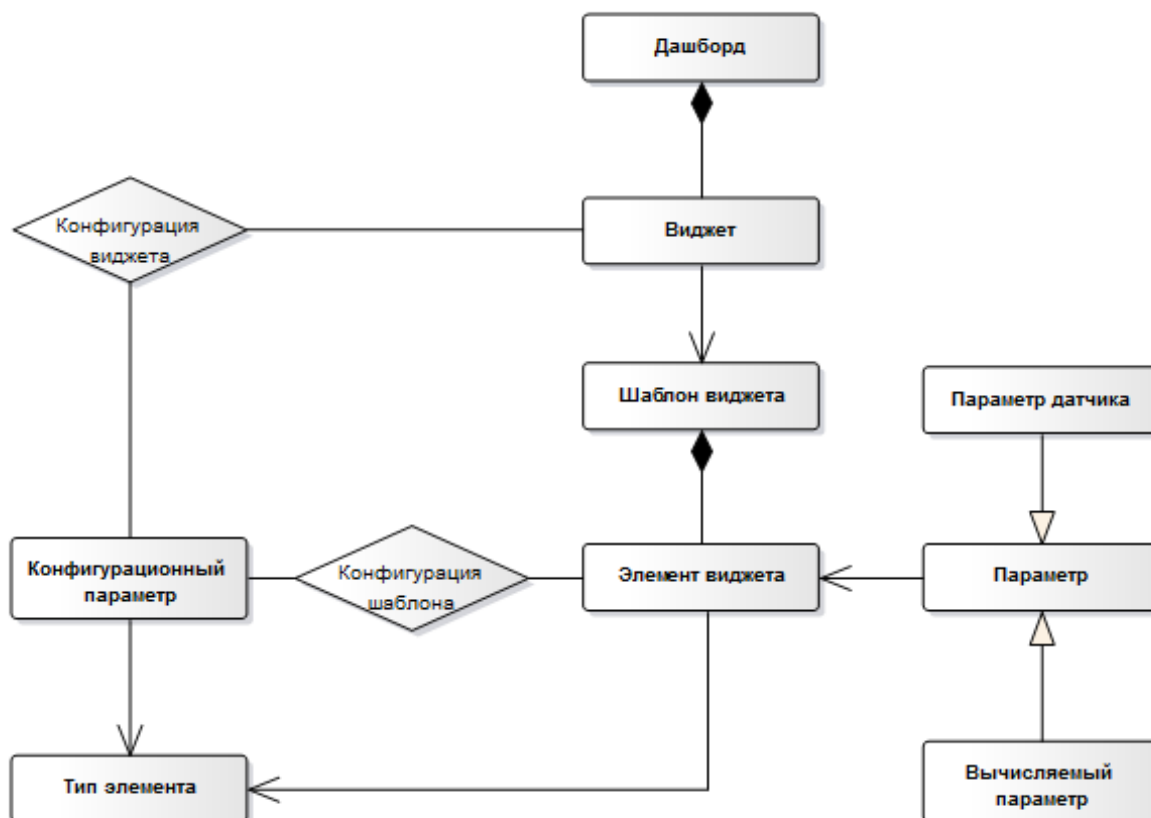 Дашборд
Конфигурация
виджета
Виджет
Шаблон виджета
Параметр датчика
Конфигурационный
параметр
Конфигурация
шаблона
Элемент виджета
Параметр
Тип элемента
Вычисляемый
параметр